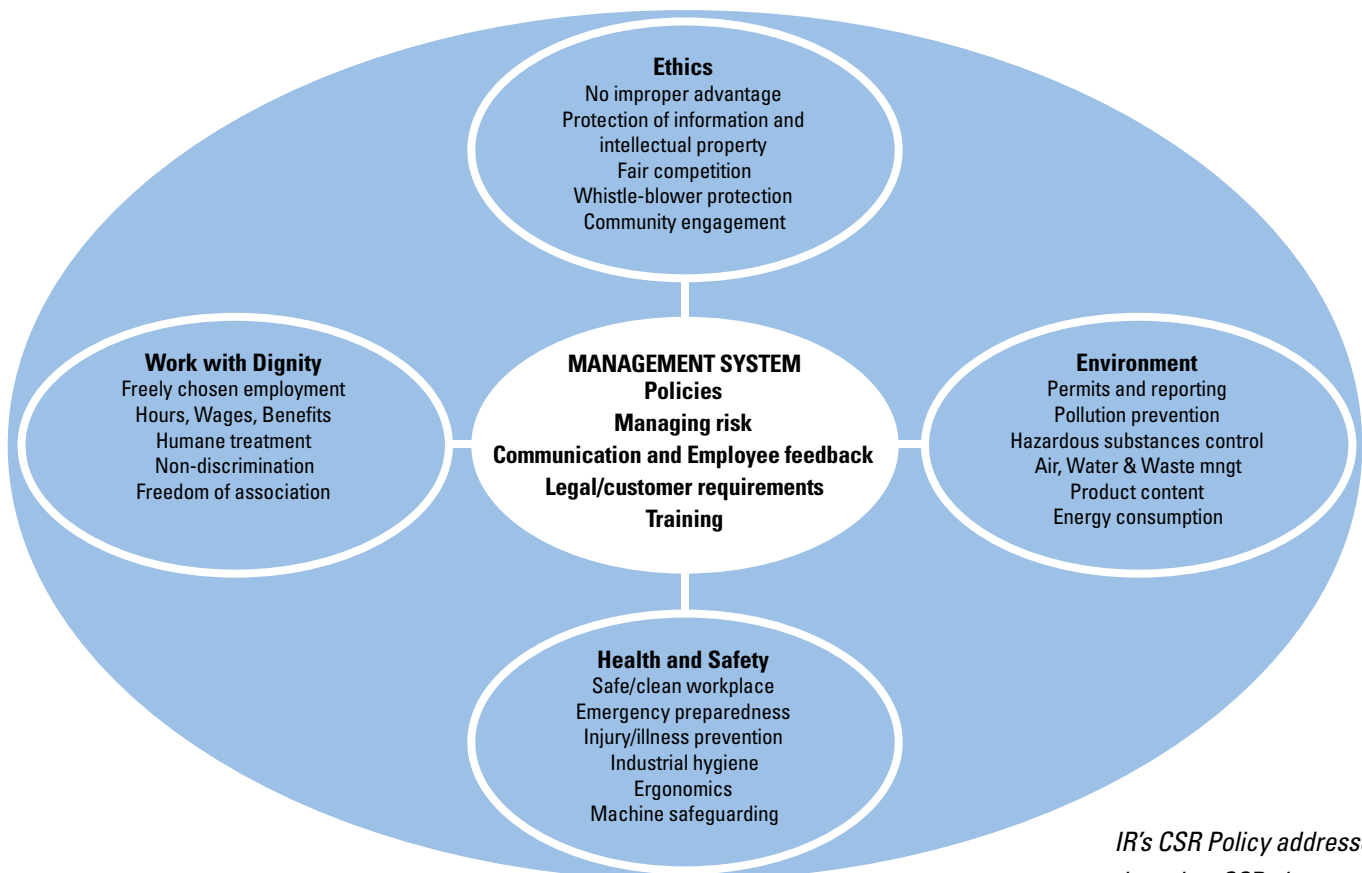 Ethics
No improper advantage
Protection of information and
intellectual property
Fair competition
Whistle-blower protection
Community engagement
Work with Dignity
Freely chosen employment
Hours, Wages, Benefits
Humane treatment
Non-discrimination
Freedom of association
MANAGEMENT SYSTEM
Policies
Managing risk
Communication and Employee feedback
Legal/customer requirements
Training
Environment
Permits and reporting
Pollution prevention
Hazardous substances control
Air, Water & Waste mngt
Product content
Energy consumption
Health and Safety
Safe/clean workplace
Emergency preparedness
Injury/illness prevention
Industrial hygiene
Ergonomics
Machine safeguarding
IR's CSR Policy